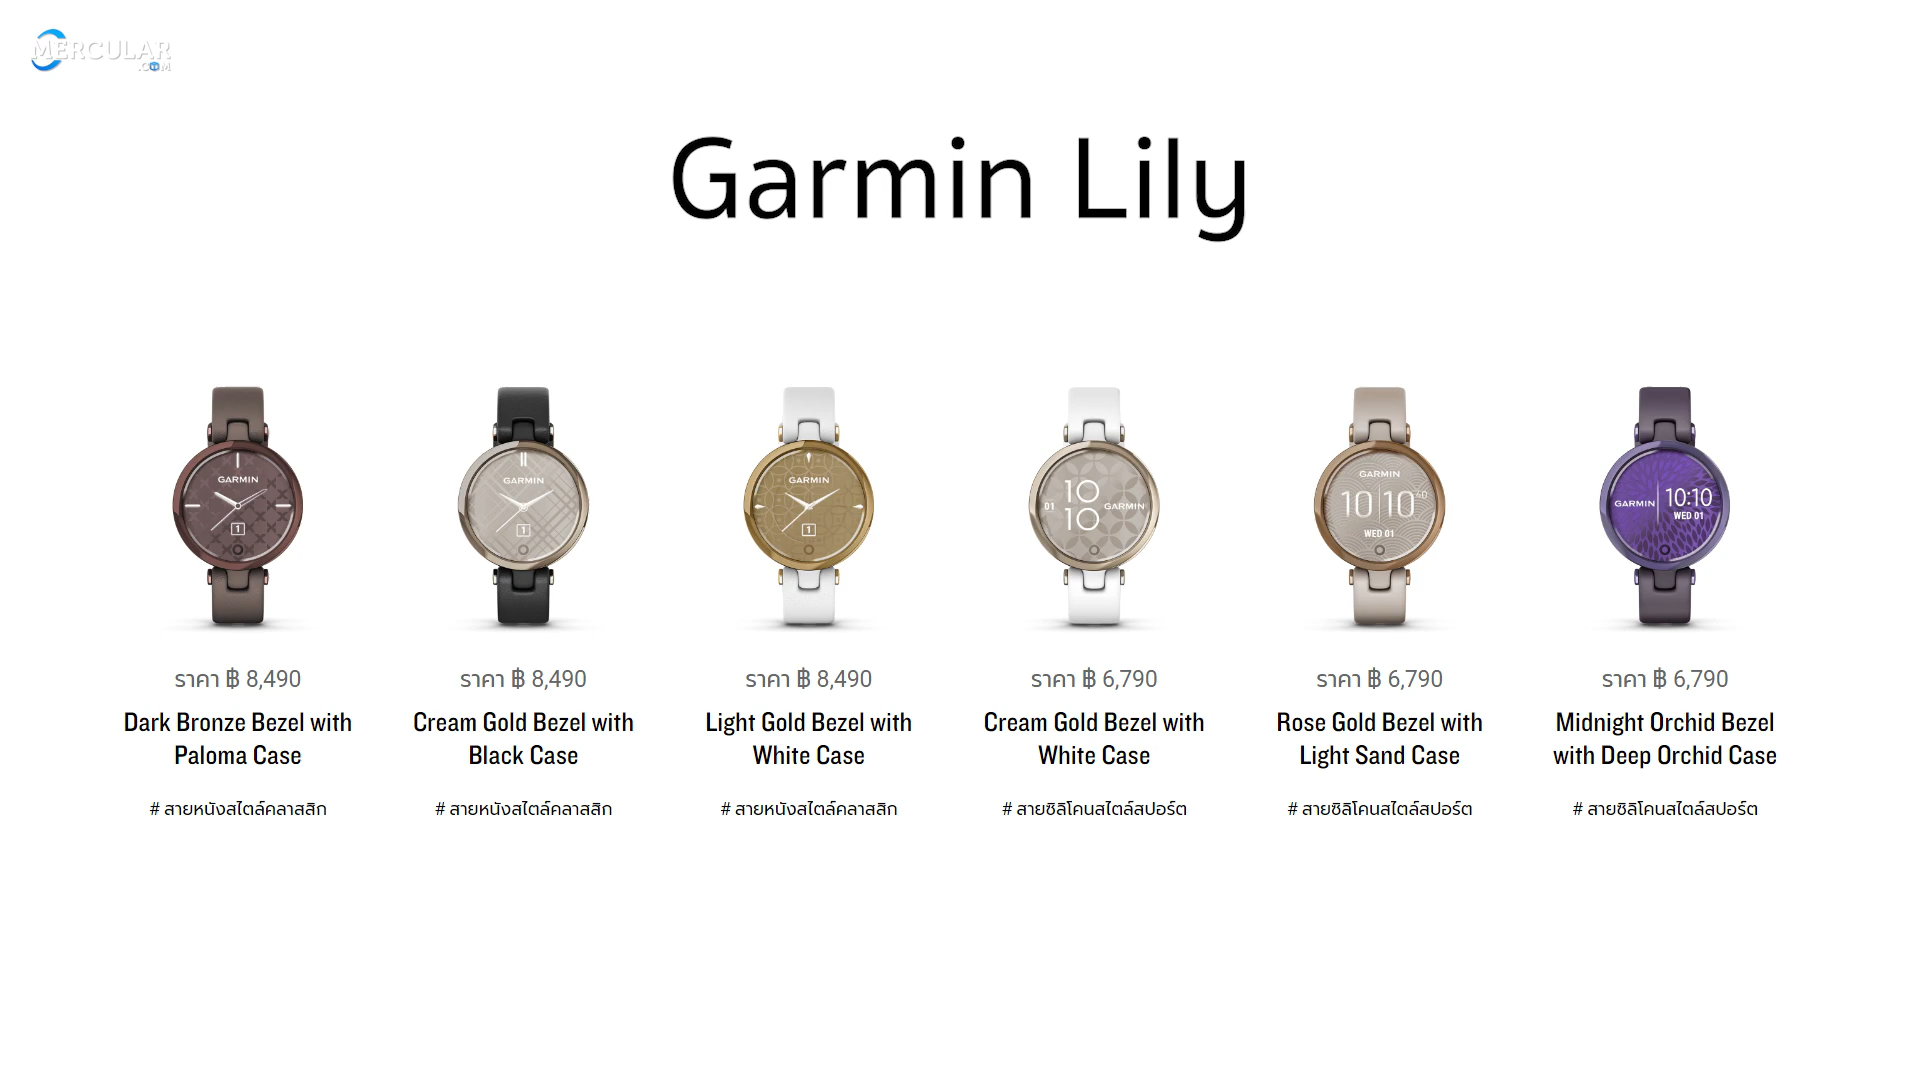 MERCULAR
.COM
Garmin Lily
GARMIN
1
GARMIN
1
GARMIN
1
10
01 GARMIN
10
GARMIN
10 10 40
WED 01
GARMIN 10:10
WED 01
ราคา ฿ 8,490
Dark Bronze Bezel with
Paloma Case
# สายหนังสไตล์คลาสสิก
ราคา ฿ 8,490
Cream Gold Bezel with
Black Case
# สายหนังสไตล์คลาสสิก
ราคา ฿ 8,490
Light Gold Bezel with
White Case
# สายหนังสไตล์คลาสสิก
ราคา ฿ 6,790
Cream Gold Bezel with
White Case
# สายซิลิโคนสไตล์สปอร์ต
ราคา ฿ 6,790
Rose Gold Bezel with
Light Sand Case
# สายซิลิโคนสไตล์สปอร์ต
ราคา ฿ 6,790
Midnight Orchid Bezel
with Deep Orchid Case
# สายซิลิโคนสไตล์สปอร์ต